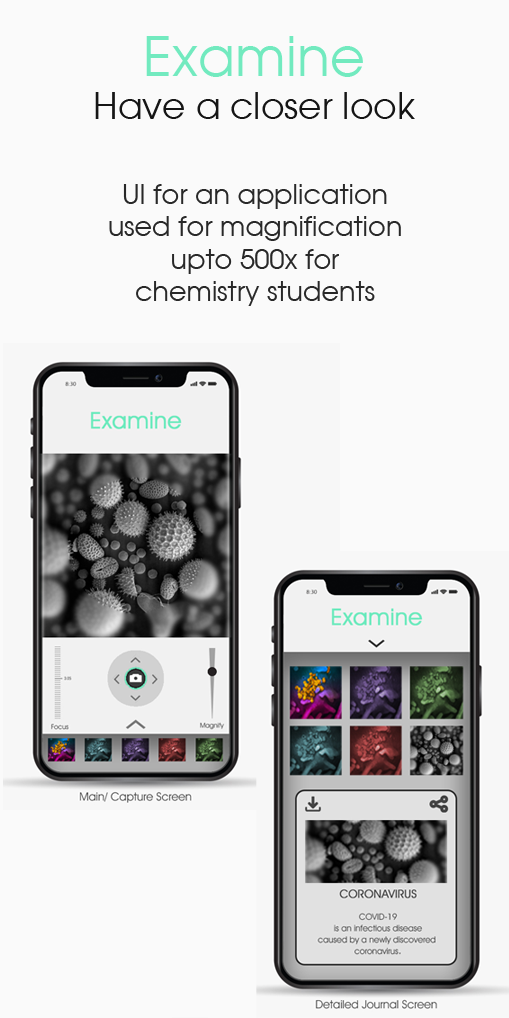 Examine
Have a closer look
UI for an application
used for magnification
upto 500x for
chemistry students
8:30
Examine
Focus
Magnify
Main/ Capture Screen
8:30
Examine
CORONAVIRUS
COVID-19
is an infectious disease
caused by a newly discovered
coronavirus.
Detailed Journal Screen